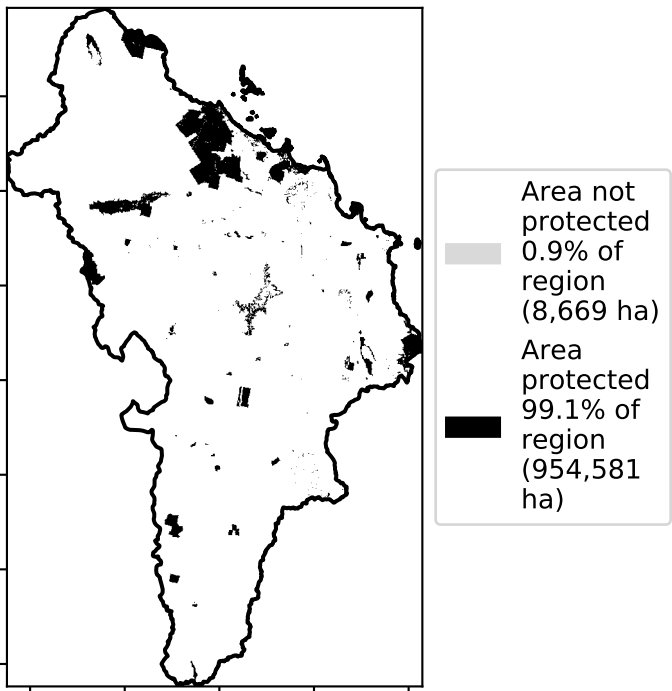 Area not
protected
0.9% of
region
(8,669 ha)
Area
protected
99.1% of
region
(954,581
ha)